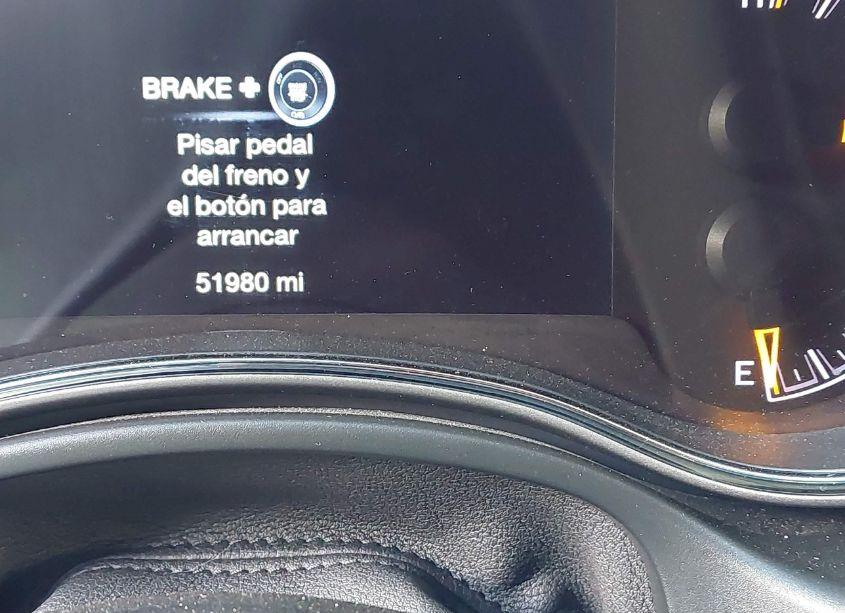 BRAKE +
Pisar pedal
del freno y
el botón para
arrancar
51980 mi
E